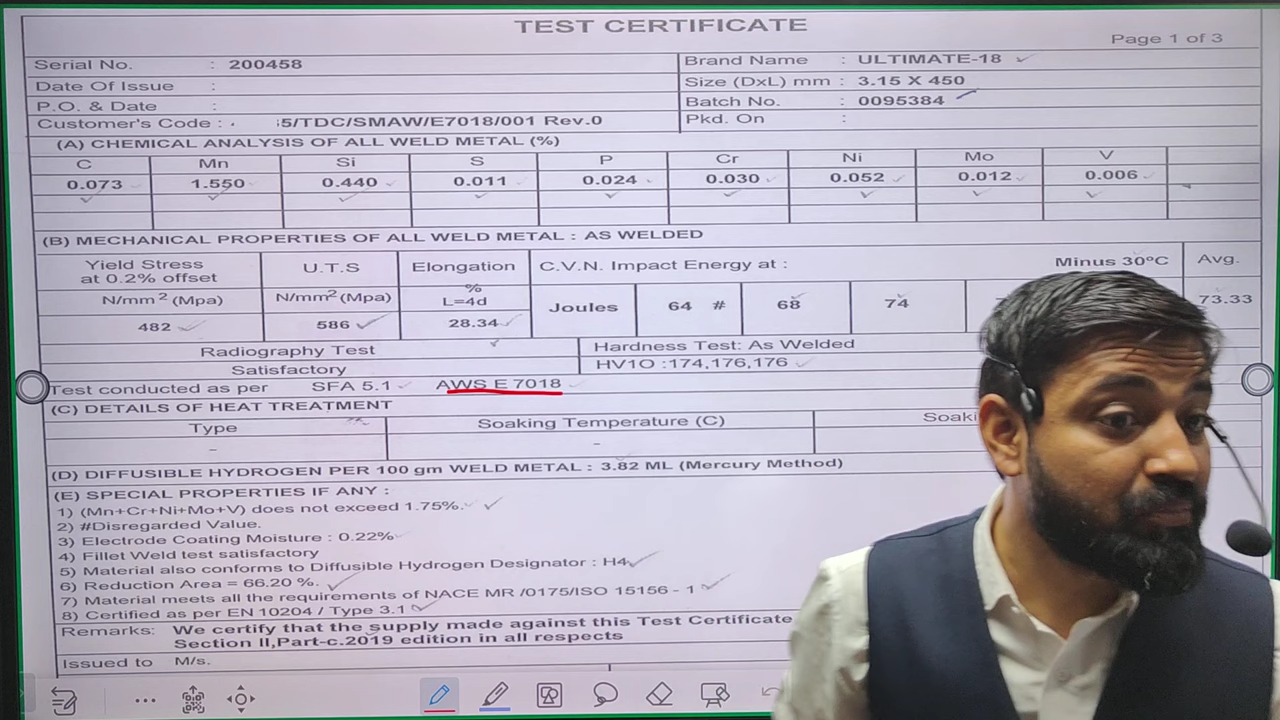 TEST CERTIFICATE
Page 1 of 3
Serial No. : 200458
Date Of Issue :
P.O. & Date :
Customer's Code : 5/TDC/SMAW/E7018/001 Rev.0
Brand Name : ULTIMATE-18
Size (DxL) mm : 3.15 X 450
Batch No. : 0095384
Pkd. On :
(A) CHEMICAL ANALYSIS OF ALL WELD METAL (%)
C Mn Si S P Cr Ni Mo V
0.073 1.550 0.440 0.011 0.024 0.030 0.052 0.012 0.006
(B) MECHANICAL PROPERTIES OF ALL WELD METAL : AS WELDED
Yield Stress at 0.2% offset U.T.S Elongation % L=4d C.V.N. Impact Energy at : Minus 30°C Avg.
N/mm² (Mpa) N/mm² (Mpa) Joules 64 # 68 74 73.33
482 586 28.34
Radiography Test Hardness Test: As Welded
Satisfactory HV1O :174,176,176
Test conducted as per SFA 5.1 AWS E 7018
(C) DETAILS OF HEAT TREATMENT
Type Soaking Temperature (C)
- -
(D) DIFFUSIBLE HYDROGEN PER 100 gm WELD METAL : 3.82 ML (Mercury Method)
(E) SPECIAL PROPERTIES IF ANY :
1) (Mn+Cr+Ni+Mo+V) does not exceed 1.75%.
2) #Disregarded Value.
3) Electrode Coating Moisture : 0.22%
4) Fillet Weld test satisfactory
5) Material also conforms to Diffusible Hydrogen Designator : H4
6) Reduction Area = 66.20 %.
7) Material meets all the requirements of NACE MR /0175/ISO 15156 - 1
8) Certified as per EN 10204 / Type 3.1
Remarks: We certify that the supply made against this Test Certificate
Section II,Part-c.2019 edition in all respects
Issued to M/s.